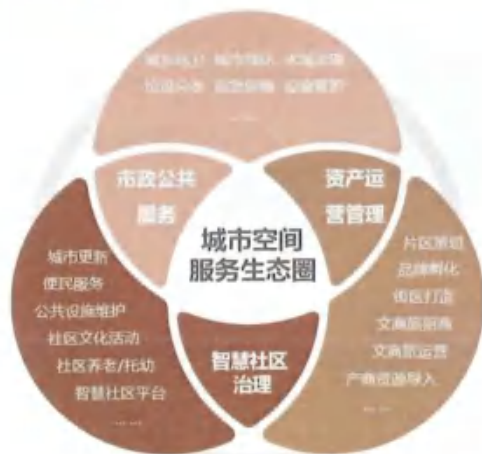 市政公共
服务
资产运
营管理
城市空间
服务生态圈
城市更新
便民服务
公共设施维护
社区文化活动
社区养老/托幼
智慧社区平台
……
智慧社区
治理
片区策划
品牌孵化
街区打造
文商旅招商
文商旅运营
产商资源导入
……